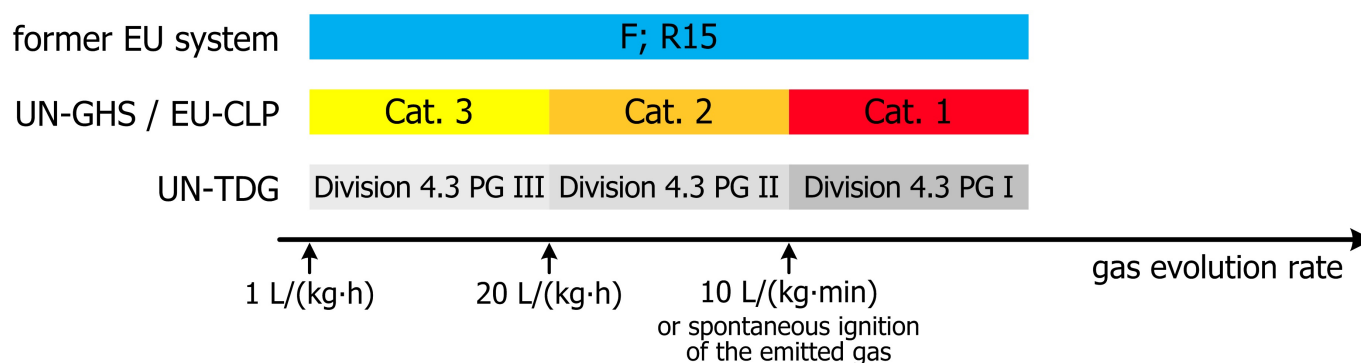 former EU system F; R15
UN-GHS / EU-CLP Cat. 3 Cat. 2 Cat. 1
UN-TDG Division 4.3 PG III Division 4.3 PG II Division 4.3 PG I
gas evolution rate
1 L/(kg·h) 20 L/(kg·h) 10 L/(kg·min)
or spontaneous ignition
of the emitted gas